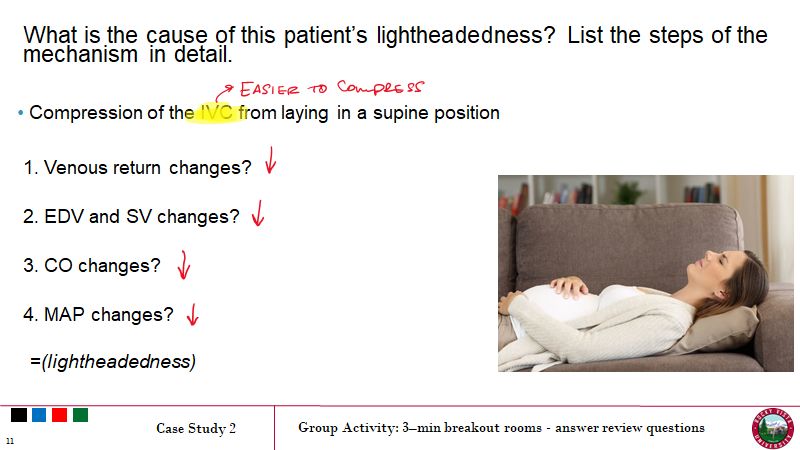 What is the cause of this patient's lightheadedness? List the steps of the
mechanism in detail.
EASIER TO COMPRESS
• Compression of the IVC from laying in a supine position
1. Venous return changes? ↓
2. EDV and SV changes? ↓
3. CO changes? ↓
4. MAP changes? ↓
=(lightheadedness)
Case Study 2
Group Activity: 3–min breakout rooms - answer review questions
11
ROCKY VISTA
UNIVERSITY